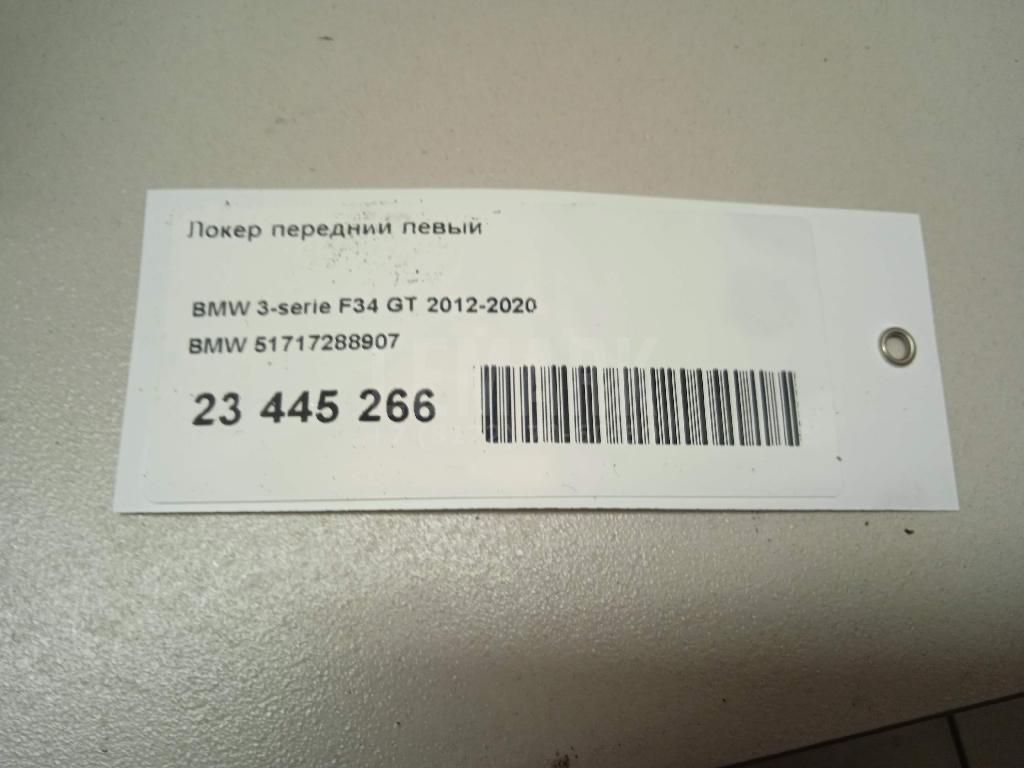 Локер передний левый
BMW 3-serie F34 GT 2012-2020
BMW 51717288907
23 445 266